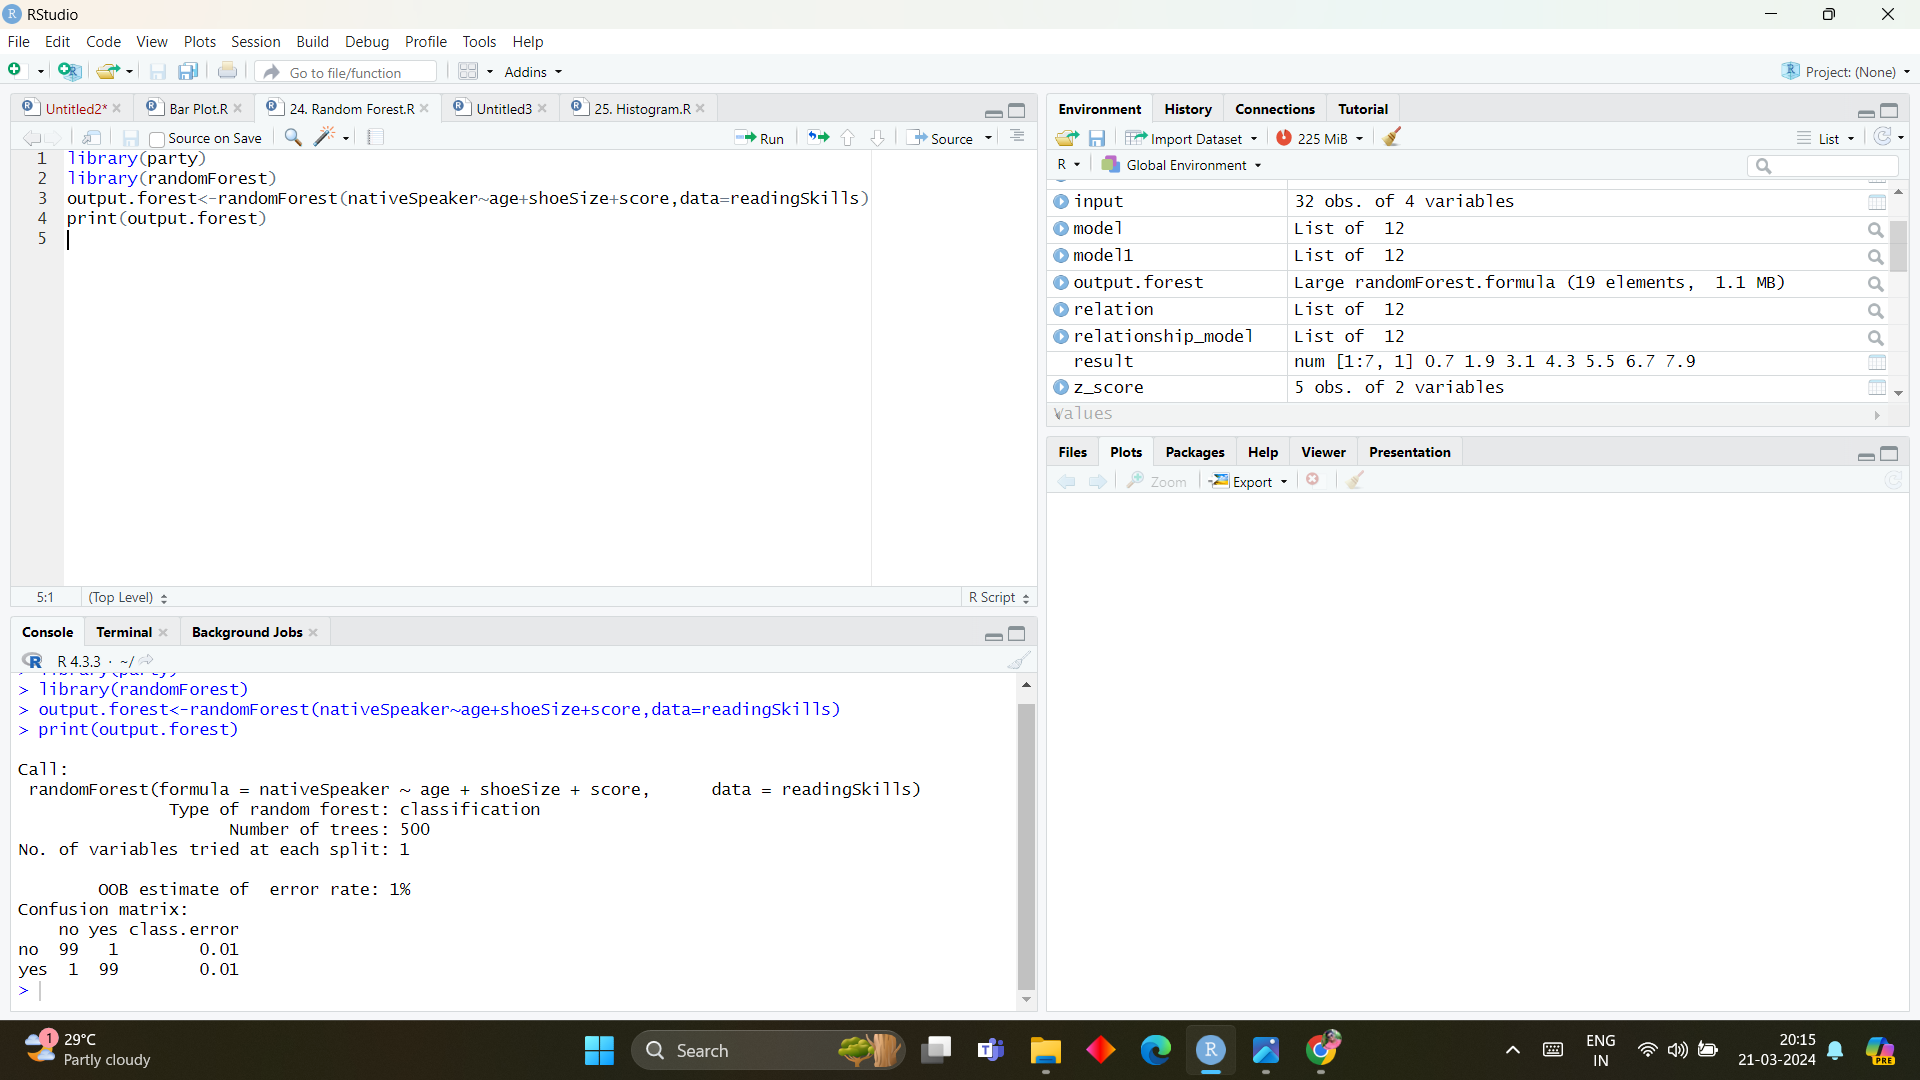 RStudio
File Edit Code View Plots Session Build Debug Profile Tools Help
Go to file/function Addins Project: (None)
Untitled2* Bar Plot.R 24. Random Forest.R Untitled3 25. Histogram.R
Source on Save Run Source
1 library(party)
2 library(randomForest)
3 output.forest<-randomForest(nativeSpeaker~age+shoeSize+score,data=readingSkills)
4 print(output.forest)
5
5:1 (Top Level) R Script
Console Terminal Background Jobs
R 4.3.3 · ~/
> library(party)
> library(randomForest)
> output.forest<-randomForest(nativeSpeaker~age+shoeSize+score,data=readingSkills)
> print(output.forest)
Call:
randomForest(formula = nativeSpeaker ~ age + shoeSize + score, data = readingSkills)
Type of random forest: classification
Number of trees: 500
No. of variables tried at each split: 1
OOB estimate of error rate: 1%
Confusion matrix:
no yes class.error
no 99 1 0.01
yes 1 99 0.01
>
Environment History Connections Tutorial
Import Dataset 225 MiB List
R Global Environment
input 32 obs. of 4 variables
model List of 12
model1 List of 12
output.forest Large randomForest.formula (19 elements, 1.1 MB)
relation List of 12
relationship_model List of 12
result num [1:7, 1] 0.7 1.9 3.1 4.3 5.5 6.7 7.9
z_score 5 obs. of 2 variables
Values
Files Plots Packages Help Viewer Presentation
Zoom Export
1 29°C
Partly cloudy
Search
ENG
IN
20:15
21-03-2024
PRE